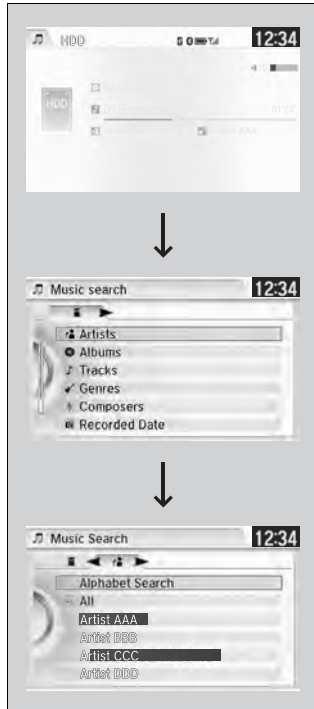 HDD 12:34
HDD
Music search 12:34
Artists
Albums
Tracks
Genres
Composers
Recorded Date
Music Search 12:34
Alphabet Search
All
Artist AAA
Artist BBB
Artist CCC
Artist DDD